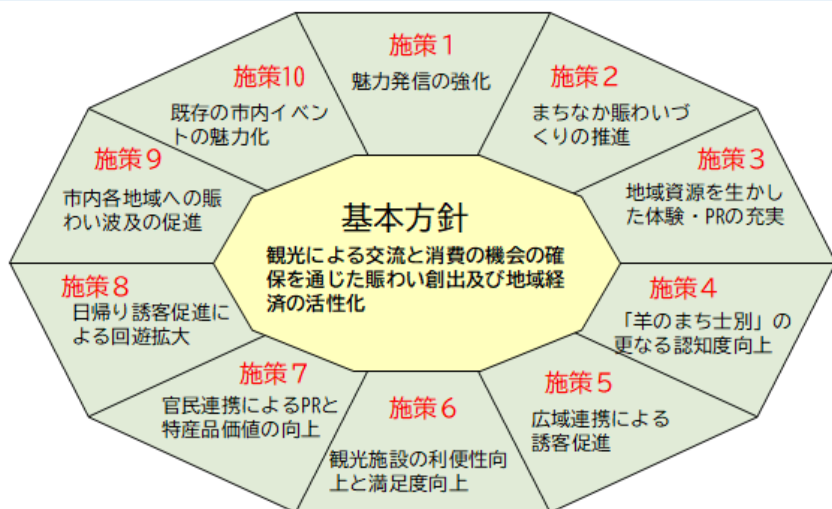 施策１
魅力発信の強化
施策２
まちなか賑わいづ
くりの推進
施策３
地域資源を生かし
た体験・PRの充実
施策４
「羊のまち士別」の
更なる認知度向上
施策５
広域連携による
誘客促進
施策６
観光施設の利便性向
上と満足度向上
施策７
官民連携によるPRと
特産品価値の向上
施策８
日帰り誘客促進に
よる回遊拡大
施策９
市内各地域への賑
わい波及の促進
施策10
既存の市内イベン
トの魅力化
基本方針
観光による交流と消費の機会の確
保を通じた賑わい創出及び地域経
済の活性化